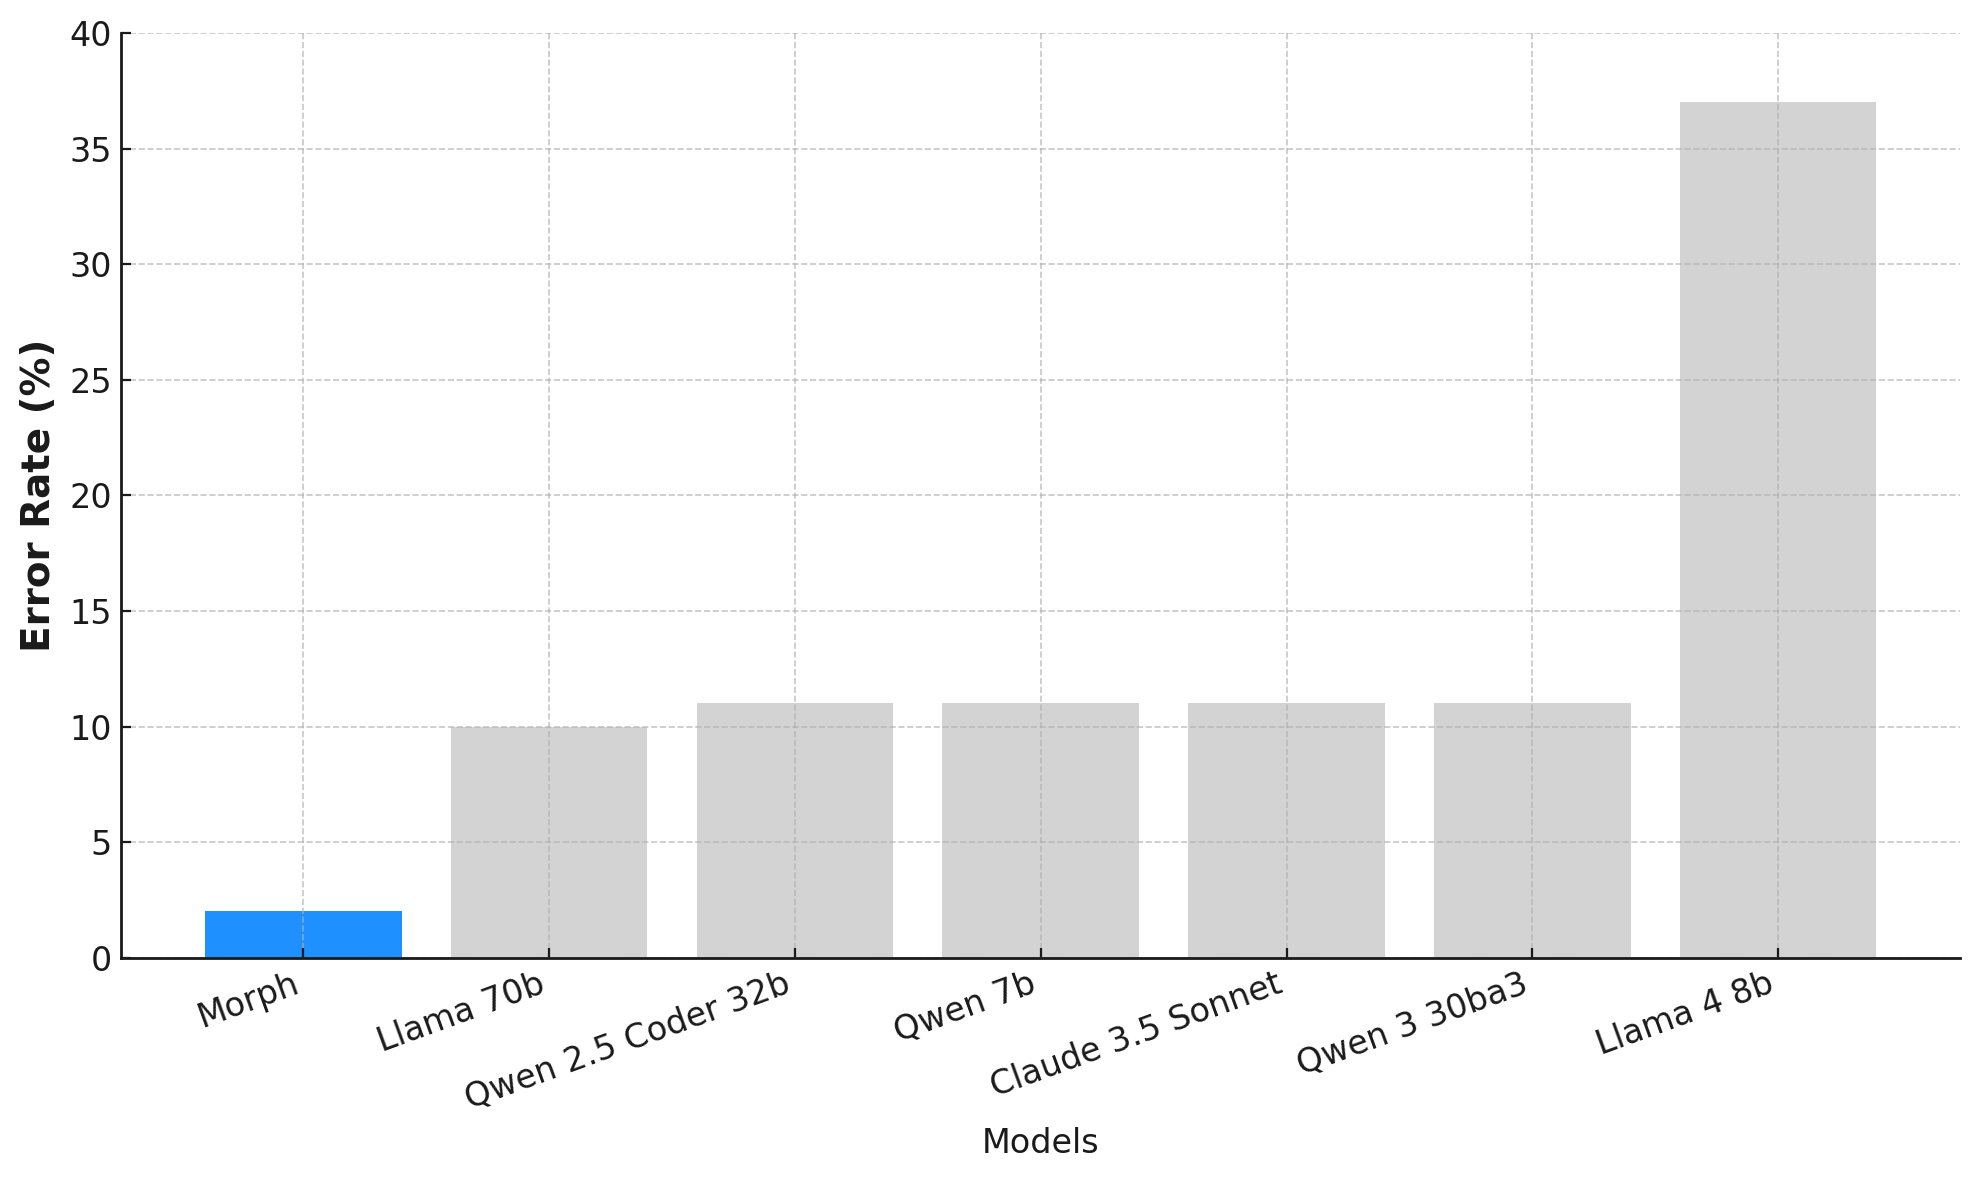 40
35
30
25
20
15
10
5
0
Error Rate (%)
Morph
Llama 70b
Qwen 2.5 Coder 32b
Qwen 7b
Claude 3.5 Sonnet
Qwen 3 30ba3
Llama 4 8b
Models